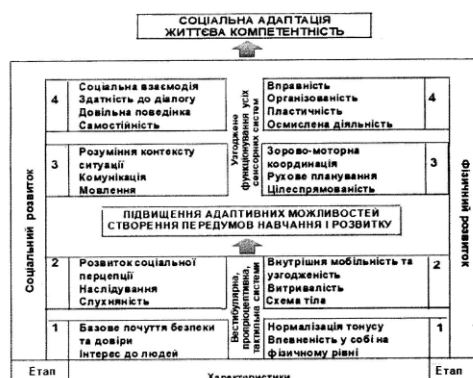 СОЦІАЛЬНА АДАПТАЦІЯ
ЖИТТЄВА КОМПЕТЕНТНІСТЬ
Соціальний розвиток
4
Соціальна взаємодія
Здатність до діалогу
Довільна поведінка
Самостійність
Узгоджене
функціонування усіх
сенсорних систем
Вправність
Організованість
Пластичність
Осмислена діяльність
4
3
Розуміння контексту
ситуації
Комунікація
Мовлення
Зорово-моторна
координація
Рухове планування
Цілеспрямованість
3
Фізичний розвиток
ПІДВИЩЕННЯ АДАПТИВНИХ МОЖЛИВОСТЕЙ
СТВОРЕННЯ ПЕРЕДУМОВ НАВЧАННЯ І РОЗВИТКУ
2
Розвиток соціальної
перцепції
Наслідування
Слухняність
Вестибулярна,
пропріоцептивна,
тактильна системи
Внутрішня мобільність та
узгодженість
Витривалість
Схема тіла
2
1
Базове почуття безпеки
та довіри
Інтерес до людей
Нормалізація тонусу
Впевненість у собі на
фізичному рівні
1
Етап
Характеристики
Етап